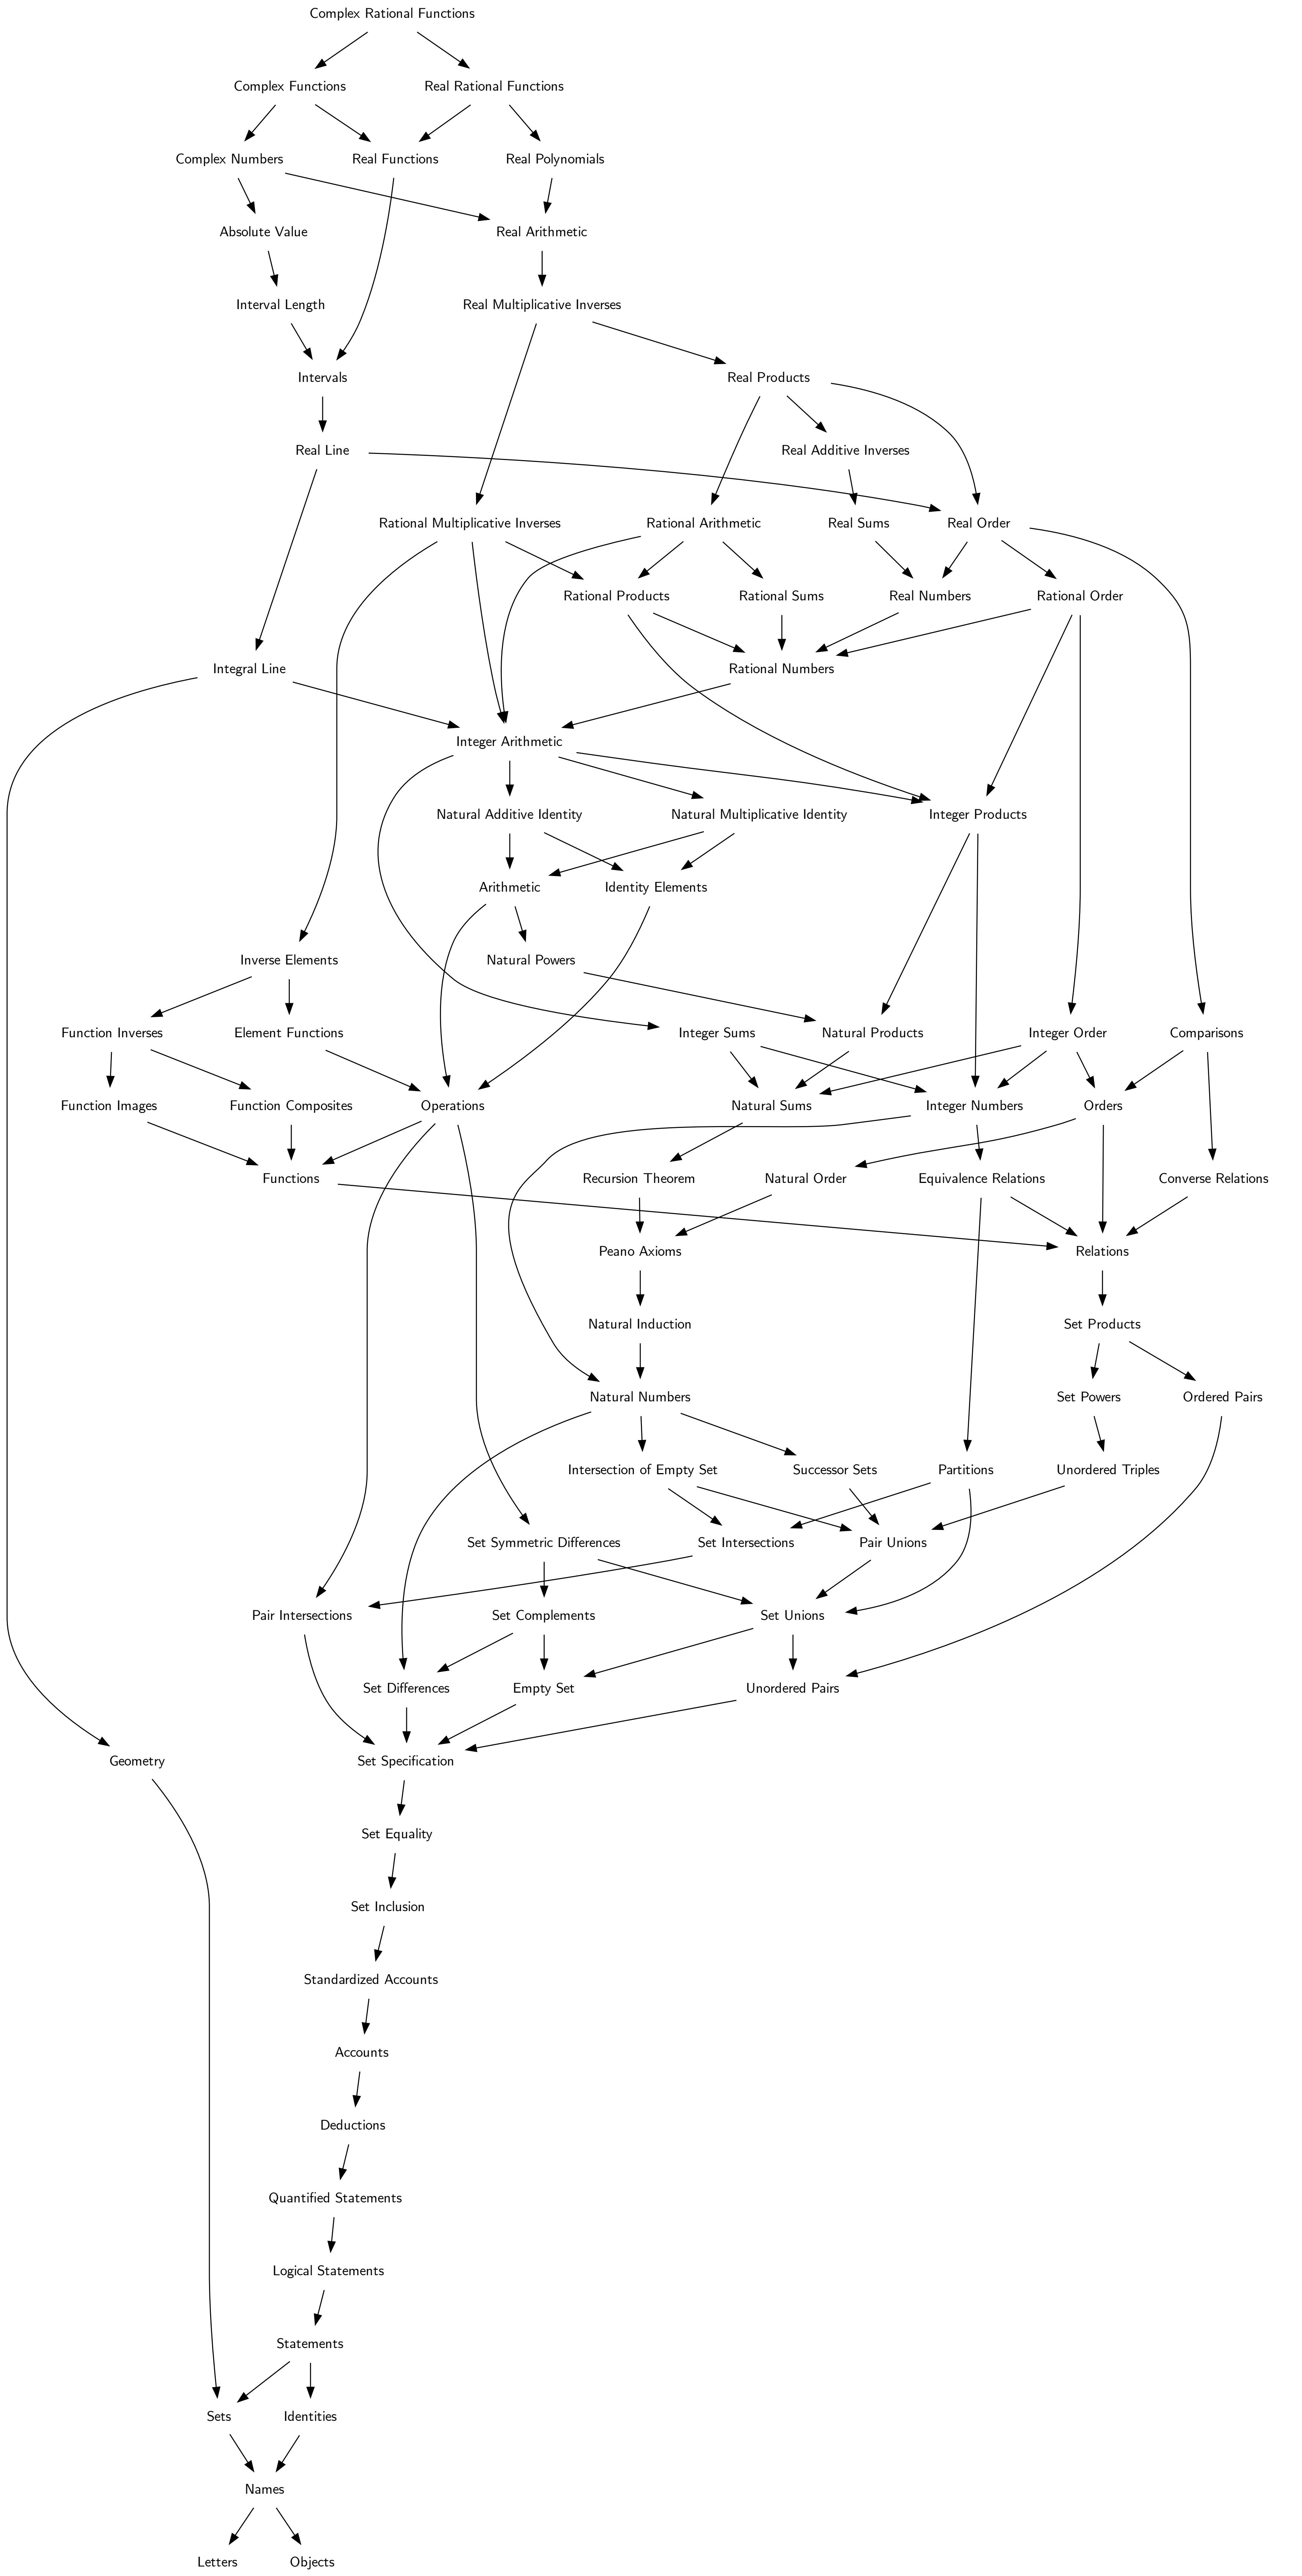 Complex Rational Functions
Complex Functions
Real Rational Functions
Complex Numbers
Real Functions
Real Polynomials
Absolute Value
Real Arithmetic
Interval Length
Real Multiplicative Inverses
Intervals
Real Products
Real Line
Real Additive Inverses
Rational Multiplicative Inverses
Rational Arithmetic
Real Sums
Real Order
Rational Products
Rational Sums
Real Numbers
Rational Order
Integral Line
Rational Numbers
Integer Arithmetic
Natural Additive Identity
Natural Multiplicative Identity
Integer Products
Arithmetic
Identity Elements
Inverse Elements
Natural Powers
Function Inverses
Element Functions
Integer Sums
Natural Products
Integer Order
Comparisons
Function Images
Function Composites
Operations
Natural Sums
Integer Numbers
Orders
Functions
Recursion Theorem
Natural Order
Equivalence Relations
Converse Relations
Peano Axioms
Relations
Natural Induction
Set Products
Natural Numbers
Set Powers
Ordered Pairs
Intersection of Empty Set
Successor Sets
Partitions
Unordered Triples
Set Symmetric Differences
Set Intersections
Pair Unions
Pair Intersections
Set Complements
Set Unions
Set Differences
Empty Set
Unordered Pairs
Geometry
Set Specification
Set Equality
Set Inclusion
Standardized Accounts
Accounts
Deductions
Quantified Statements
Logical Statements
Statements
Sets
Identities
Names
Letters
Objects